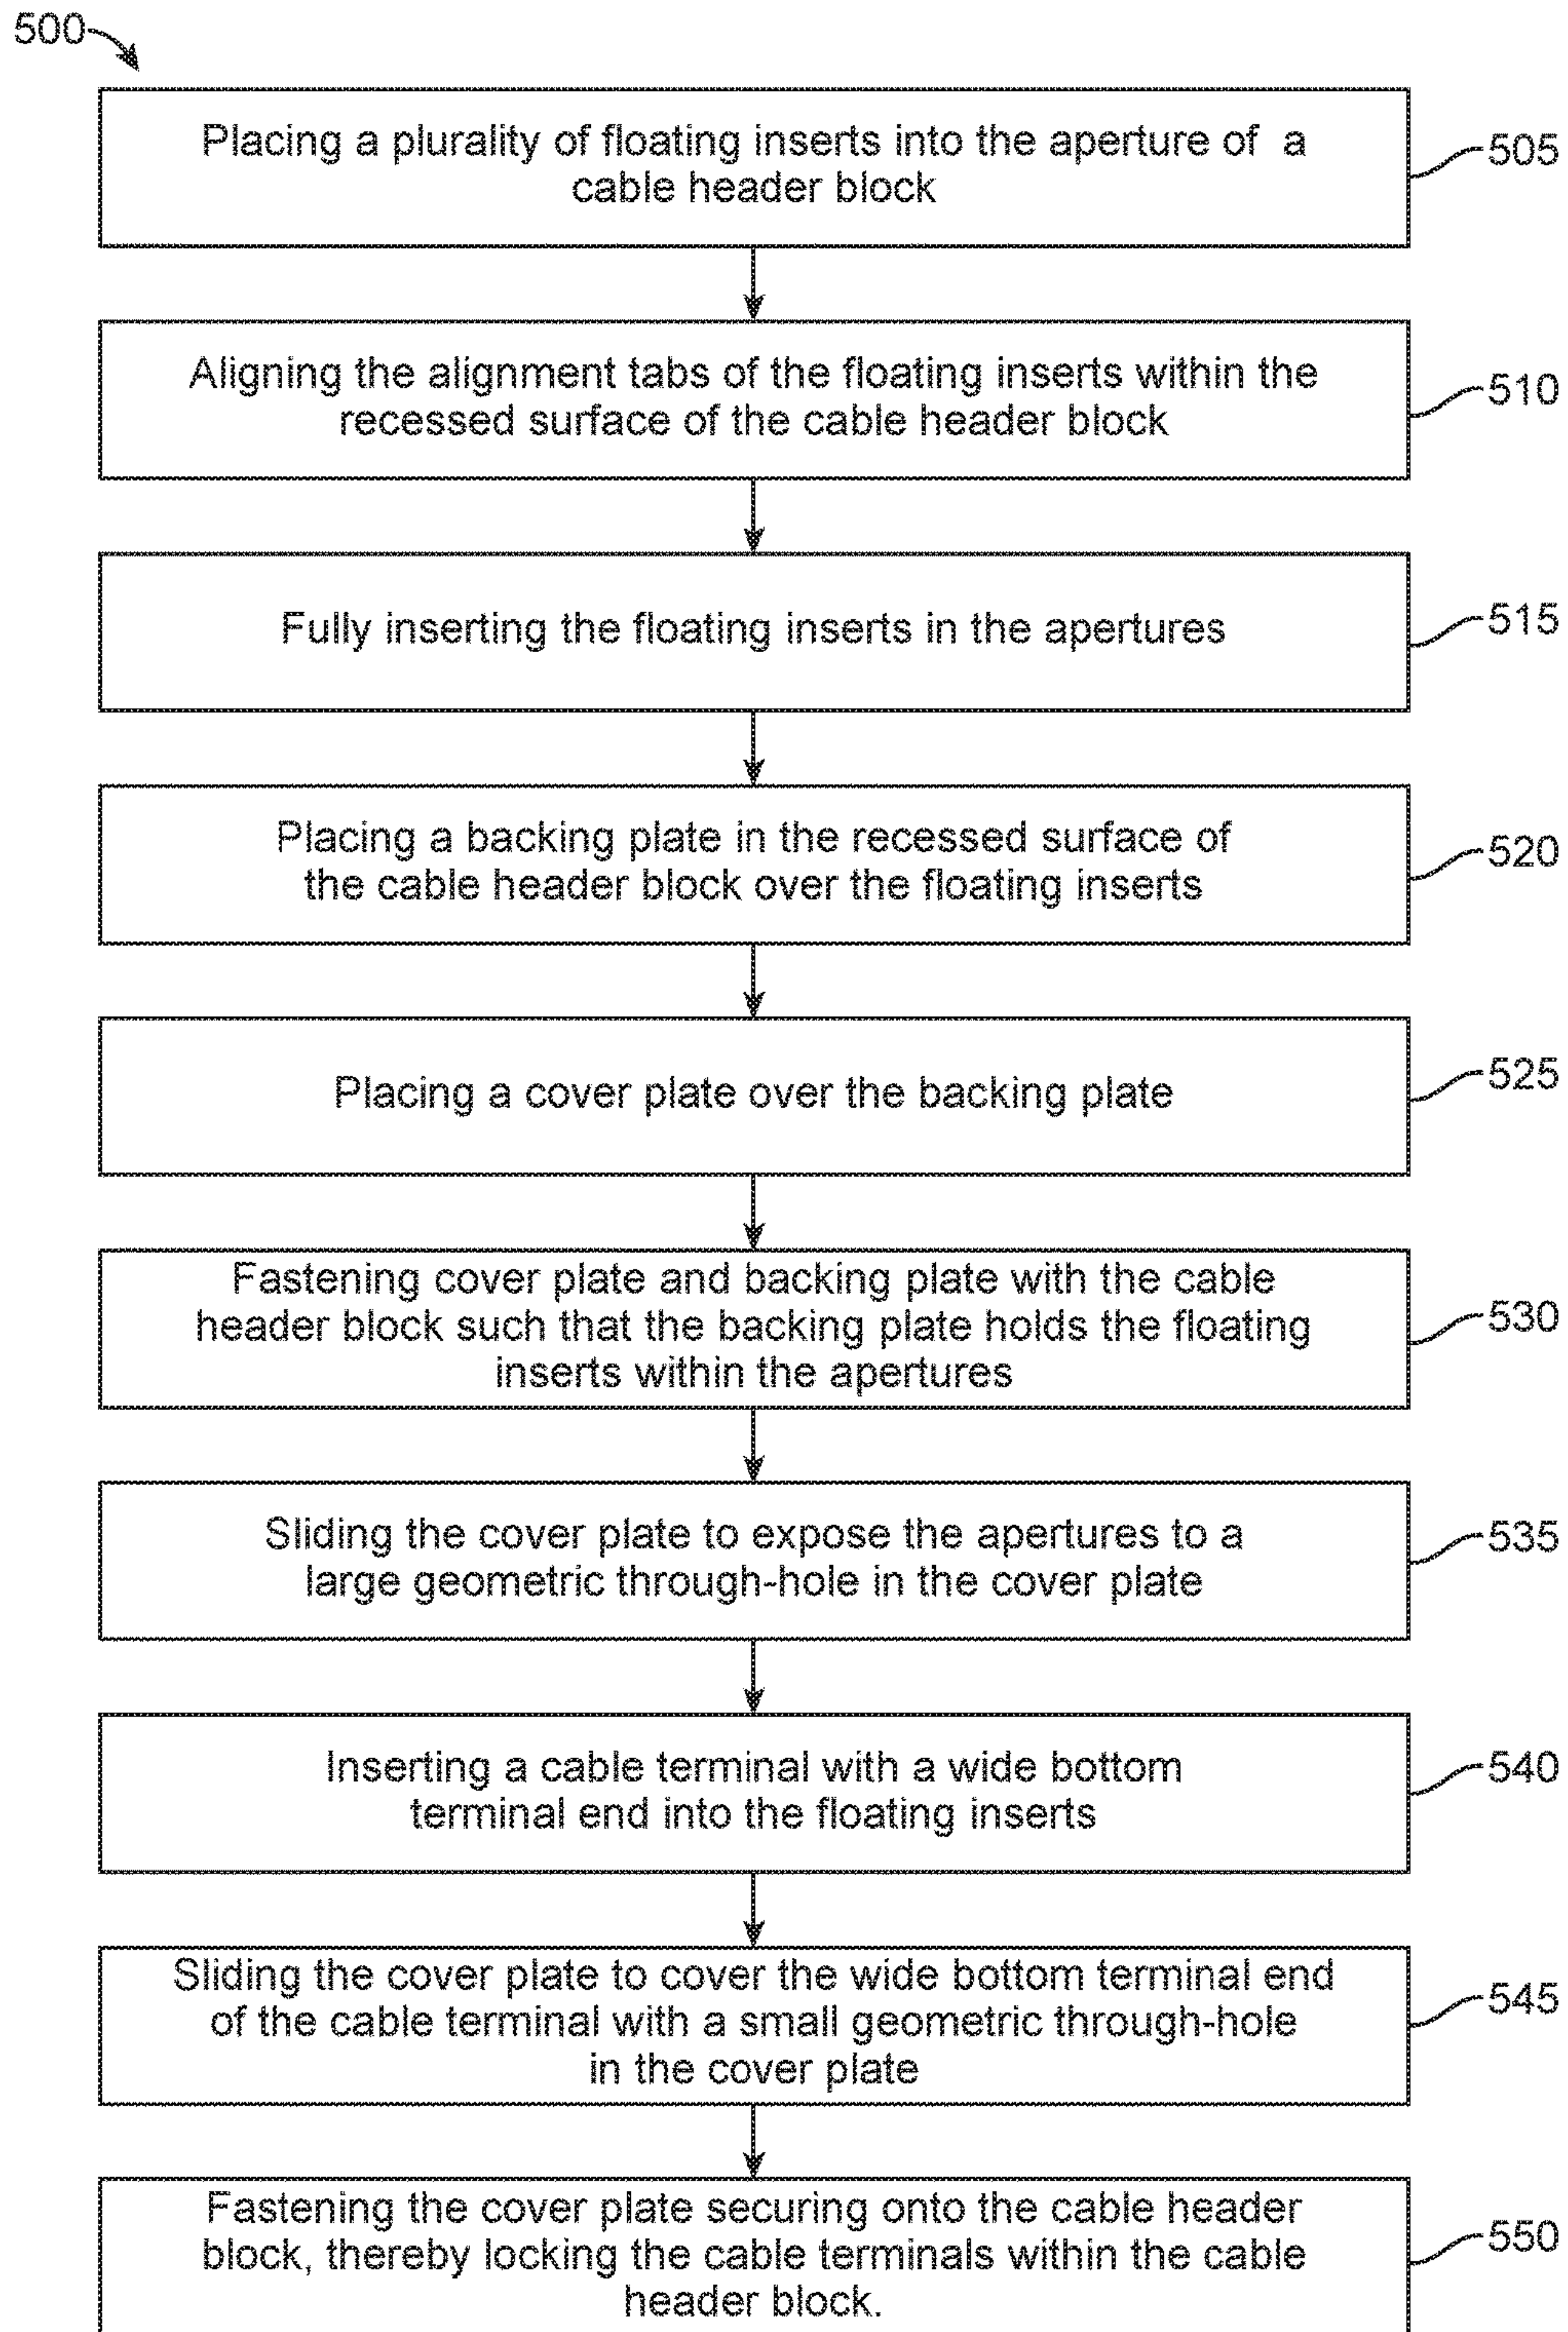 500
Placing a plurality of floating inserts into the aperture of a
cable header block
505
Aligning the alignment tabs of the floating inserts within the
recessed surface of the cable header block
510
Fully inserting the floating inserts in the apertures
515
Placing a backing plate in the recessed surface of
the cable header block over the floating inserts
520
Placing a cover plate over the backing plate
525
Fastening cover plate and backing plate with the cable
header block such that the backing plate holds the floating
inserts within the apertures
530
Sliding the cover plate to expose the apertures to a
large geometric through-hole in the cover plate
535
Inserting a cable terminal with a wide bottom
terminal end into the floating inserts
540
Sliding the cover plate to cover the wide bottom terminal end
of the cable terminal with a small geometric through-hole
in the cover plate
545
Fastening the cover plate securing onto the cable header
block, thereby locking the cable terminals within the cable
header block.
550